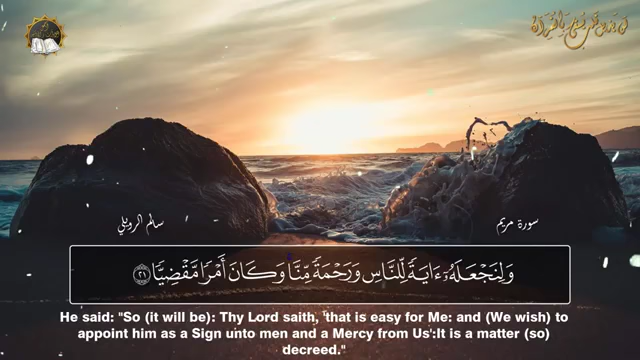 سورة مريم
سالم الرويلي
وَلِنَجْعَلَهُۥٓ ءَايَةً لِّلنَّاسِ وَرَحْمَةً مِّنَّا وَكَانَ أَمْرًا مَّقْضِيًّا ٢١
He said: "So (it will be): Thy Lord saith, 'that is easy for Me: and (We wish) to
appoint him as a Sign unto men and a Mercy from Us':It is a matter (so)
decreed."